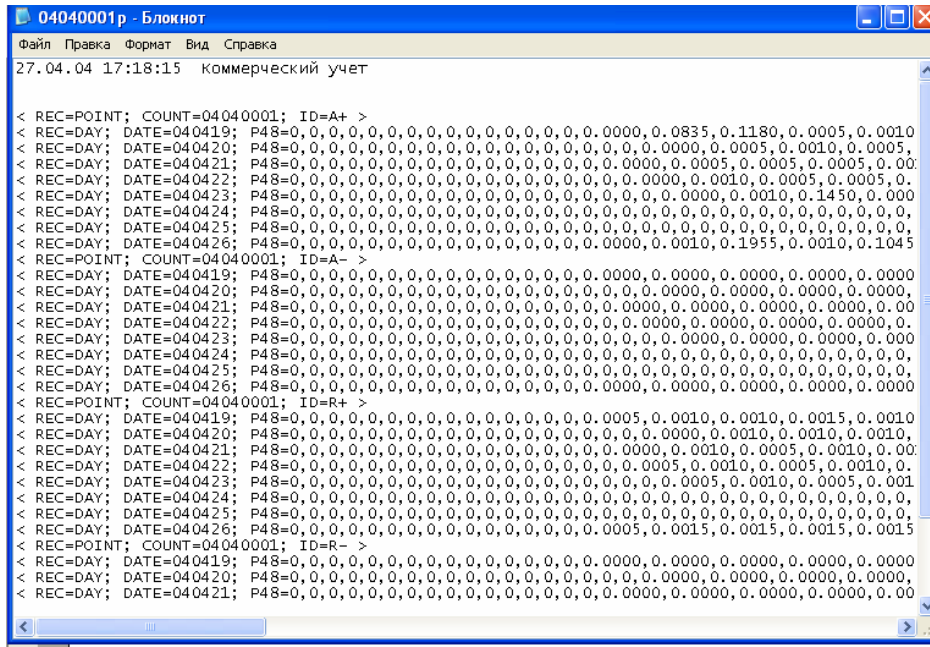 04040001p - Блокнот
Файл Правка Формат Вид Справка
27.04.04 17:18:15 Коммерческий учет
< REC=POINT; COUNT=04040001; ID=A+ >
< REC=DAY; DATE=040419; P48=0,0,0,0,0,0,0,0,0,0,0,0,0,0,0,0.0000,0.0835,0.1180,0.0005,0.0010
< REC=DAY; DATE=040420; P48=0,0,0,0,0,0,0,0,0,0,0,0,0,0,0,0,0,0,0.0000,0.0005,0.0010,0.0005,
< REC=DAY; DATE=040421; P48=0,0,0,0,0,0,0,0,0,0,0,0,0,0,0,0,0.0000,0.0005,0.0005,0.0005,0.00
< REC=DAY; DATE=040422; P48=0,0,0,0,0,0,0,0,0,0,0,0,0,0,0,0,0,0.0000,0.0010,0.0005,0.0005,0.
< REC=DAY; DATE=040423; P48=0,0,0,0,0,0,0,0,0,0,0,0,0,0,0,0,0,0,0,0.0000,0.0010,0.1450,0.000
< REC=DAY; DATE=040424; P48=0,0,0,0,0,0,0,0,0,0,0,0,0,0,0,0,0,0,0,0,0,0,0,0,0,0,0,0,0,0,0,0,
< REC=DAY; DATE=040425; P48=0,0,0,0,0,0,0,0,0,0,0,0,0,0,0,0,0,0,0,0,0,0,0,0,0,0,0,0,0,0,0,0,
< REC=DAY; DATE=040426; P48=0,0,0,0,0,0,0,0,0,0,0,0,0,0,0,0.0000,0.0010,0.1955,0.0010,0.1045
< REC=POINT; COUNT=04040001; ID=A- >
< REC=DAY; DATE=040419; P48=0,0,0,0,0,0,0,0,0,0,0,0,0,0,0,0.0000,0.0000,0.0000,0.0000,0.0000
< REC=DAY; DATE=040420; P48=0,0,0,0,0,0,0,0,0,0,0,0,0,0,0,0,0,0,0.0000,0.0000,0.0000,0.0000,
< REC=DAY; DATE=040421; P48=0,0,0,0,0,0,0,0,0,0,0,0,0,0,0,0,0.0000,0.0000,0.0000,0.0000,0.00
< REC=DAY; DATE=040422; P48=0,0,0,0,0,0,0,0,0,0,0,0,0,0,0,0,0,0.0000,0.0000,0.0000,0.0000,0.
< REC=DAY; DATE=040423; P48=0,0,0,0,0,0,0,0,0,0,0,0,0,0,0,0,0,0,0,0.0000,0.0000,0.0000,0.000
< REC=DAY; DATE=040424; P48=0,0,0,0,0,0,0,0,0,0,0,0,0,0,0,0,0,0,0,0,0,0,0,0,0,0,0,0,0,0,0,0,
< REC=DAY; DATE=040425; P48=0,0,0,0,0,0,0,0,0,0,0,0,0,0,0,0,0,0,0,0,0,0,0,0,0,0,0,0,0,0,0,0,
< REC=DAY; DATE=040426; P48=0,0,0,0,0,0,0,0,0,0,0,0,0,0,0,0.0000,0.0000,0.0000,0.0000,0.0000
< REC=POINT; COUNT=04040001; ID=R+ >
< REC=DAY; DATE=040419; P48=0,0,0,0,0,0,0,0,0,0,0,0,0,0,0,0.0005,0.0010,0.0010,0.0015,0.0010
< REC=DAY; DATE=040420; P48=0,0,0,0,0,0,0,0,0,0,0,0,0,0,0,0,0,0,0.0000,0.0010,0.0010,0.0010,
< REC=DAY; DATE=040421; P48=0,0,0,0,0,0,0,0,0,0,0,0,0,0,0,0,0.0000,0.0010,0.0005,0.0010,0.00
< REC=DAY; DATE=040422; P48=0,0,0,0,0,0,0,0,0,0,0,0,0,0,0,0,0,0.0005,0.0010,0.0005,0.0010,0.
< REC=DAY; DATE=040423; P48=0,0,0,0,0,0,0,0,0,0,0,0,0,0,0,0,0,0,0,0.0005,0.0010,0.0005,0.001
< REC=DAY; DATE=040424; P48=0,0,0,0,0,0,0,0,0,0,0,0,0,0,0,0,0,0,0,0,0,0,0,0,0,0,0,0,0,0,0,0,
< REC=DAY; DATE=040425; P48=0,0,0,0,0,0,0,0,0,0,0,0,0,0,0,0,0,0,0,0,0,0,0,0,0,0,0,0,0,0,0,0,
< REC=DAY; DATE=040426; P48=0,0,0,0,0,0,0,0,0,0,0,0,0,0,0,0.0005,0.0015,0.0015,0.0015,0.0015
< REC=POINT; COUNT=04040001; ID=R- >
< REC=DAY; DATE=040419; P48=0,0,0,0,0,0,0,0,0,0,0,0,0,0,0,0.0000,0.0000,0.0000,0.0000,0.0000
< REC=DAY; DATE=040420; P48=0,0,0,0,0,0,0,0,0,0,0,0,0,0,0,0,0,0,0.0000,0.0000,0.0000,0.0000,
< REC=DAY; DATE=040421; P48=0,0,0,0,0,0,0,0,0,0,0,0,0,0,0,0,0.0000,0.0000,0.0000,0.0000,0.00